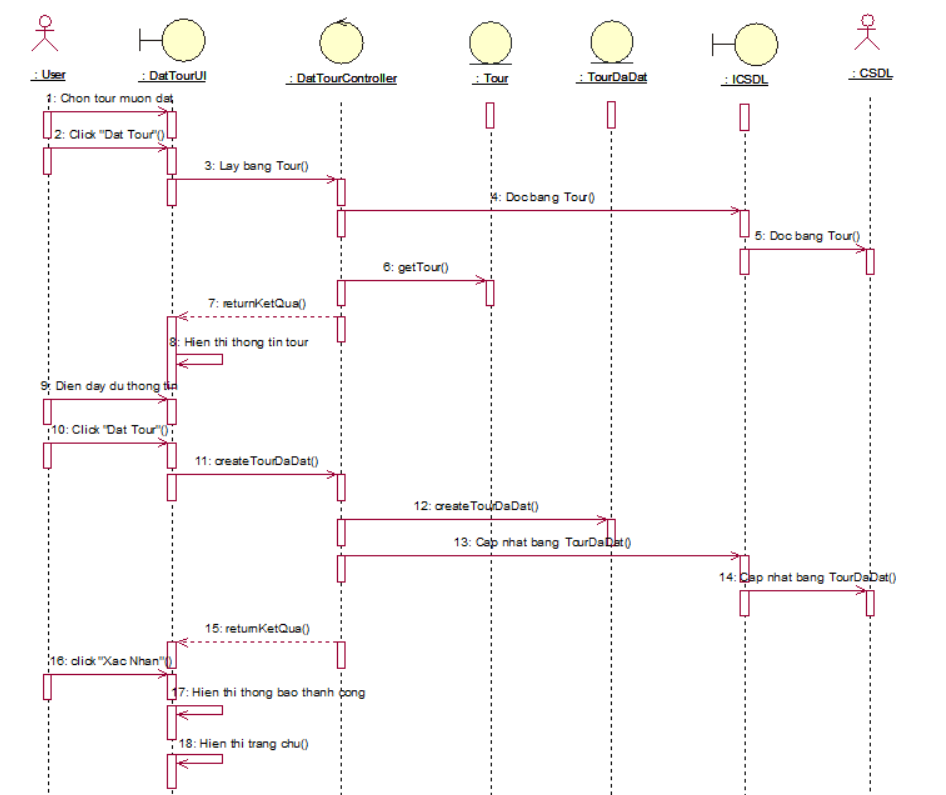 : User
: DatTourUI
: DatTourController
: Tour
: TourDaDat
: ICSDL
: CSDL
1: Chon tour muon dat
2: Click "Dat Tour"()
3: Lay bang Tour()
4: Doc bang Tour()
5: Doc bang Tour()
6: getTour()
7: returnKetQua()
8: Hien thi thong tin tour
9: Dien day du thong tin
10: Click "Dat Tour"()
11: createTourDaDat()
12: createTourDaDat()
13: Cap nhat bang TourDaDat()
14: Cap nhat bang TourDaDat()
15: returnKetQua()
16: click "Xac Nhan"()
17: Hien thi thong bao thanh cong
18: Hien thi trang chu()